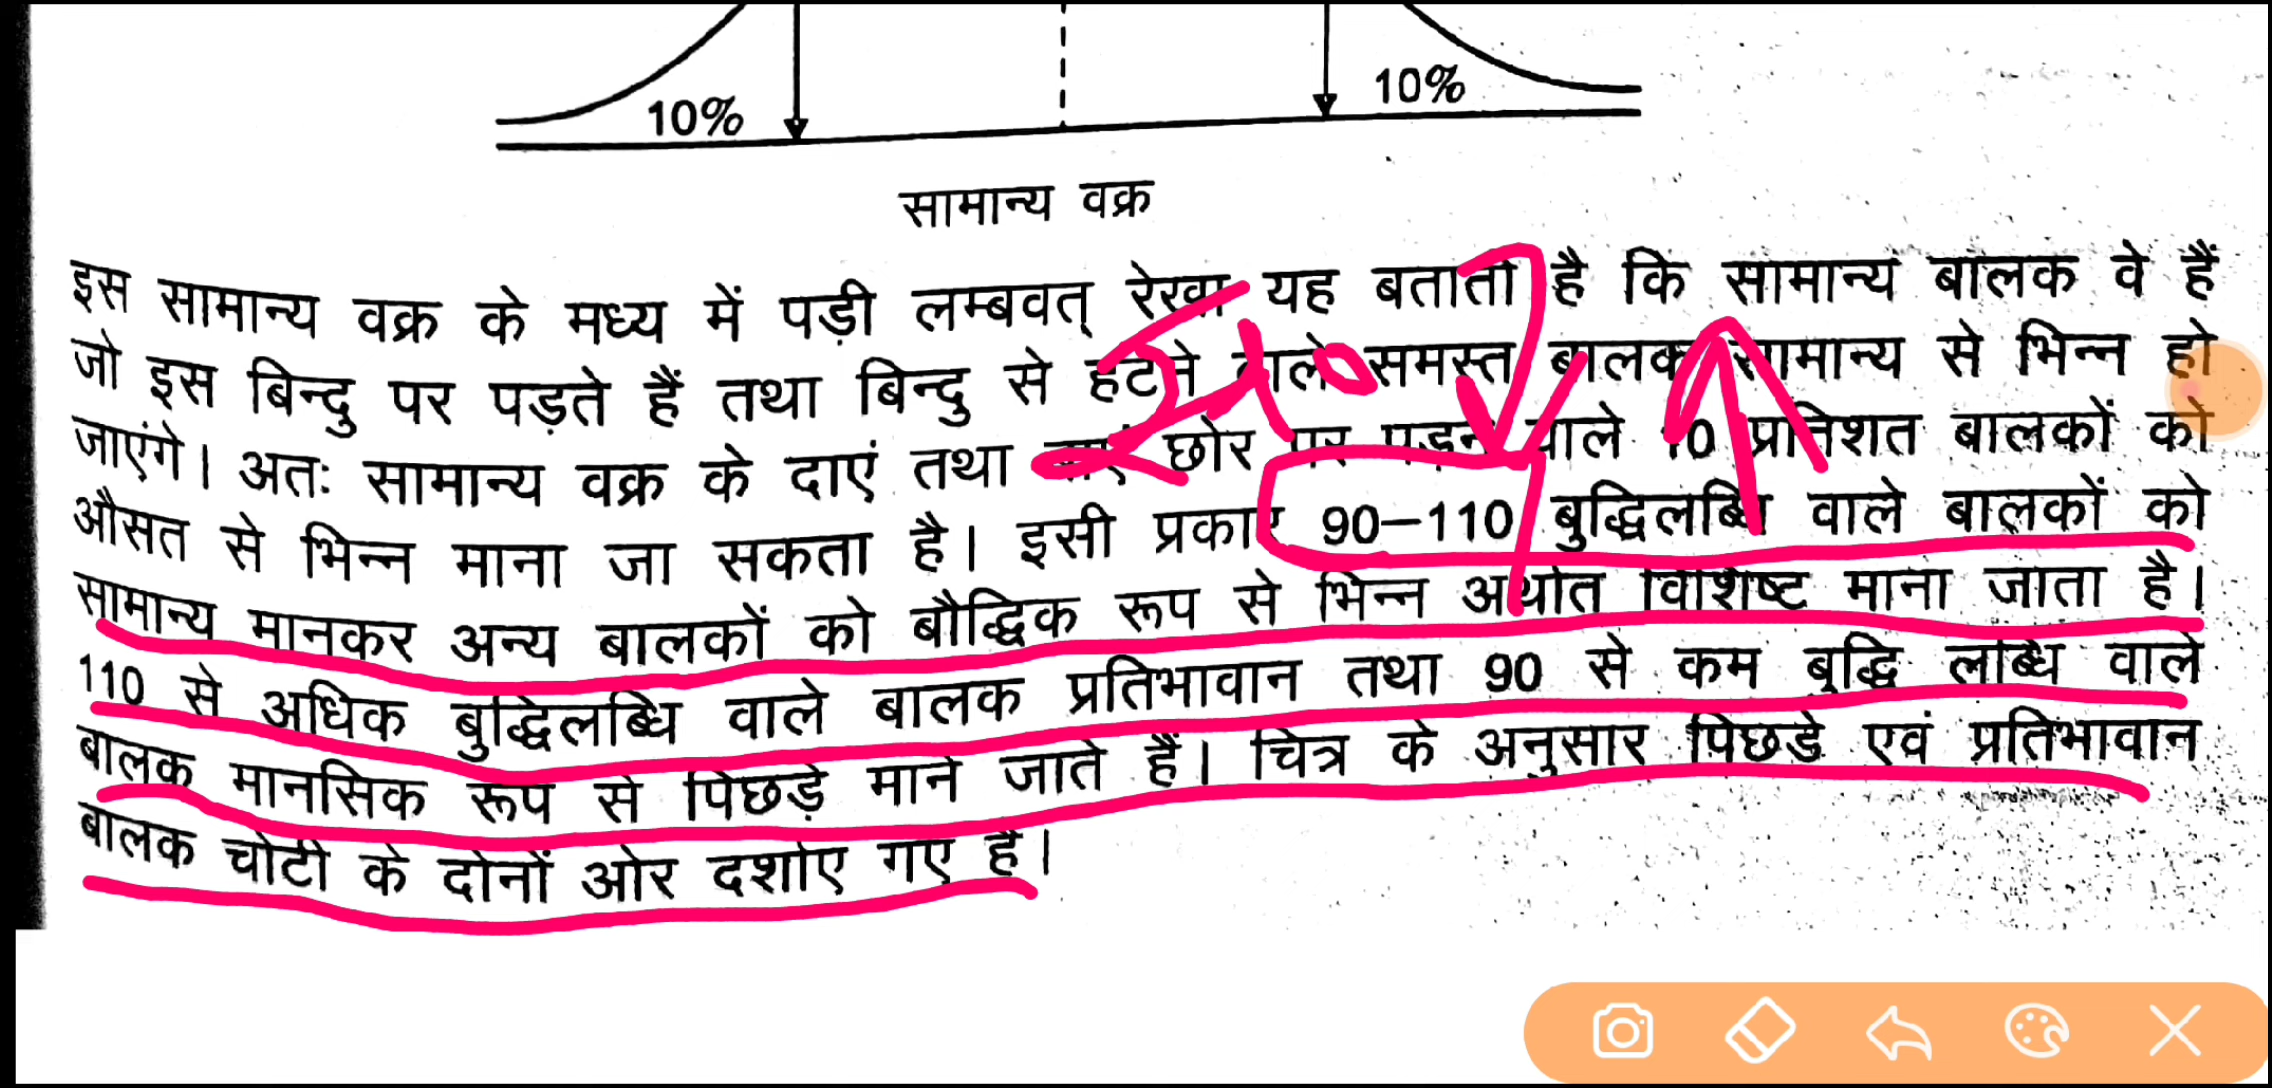 10%
10%
सामान्य वक्र
इस सामान्य वक्र के मध्य में पड़ी लम्बवत् रेखा यह बताती है कि सामान्य बालक वे हैं
जो इस बिन्दु पर पड़ते हैं तथा बिन्दु से हटने वाले समस्त बालक सामान्य से भिन्न हो
जाएंगे। अतः सामान्य वक्र के दाएं तथा छोर पर पड़ने वाले 10 प्रतिशत बालकों को
औसत से भिन्न माना जा सकता है। इसी प्रकार 90–110 बुद्धिलब्धि वाले बालकों को
सामान्य मानकर अन्य बालकों को बौद्धिक रूप से भिन्न अर्थात विशिष्ट माना जाता है।
110 से अधिक बुद्धिलब्धि वाले बालक प्रतिभावान तथा 90 से कम बुद्धि लब्धि वाले
बालक मानसिक रूप से पिछड़े माने जाते हैं। चित्र के अनुसार पिछड़े एवं प्रतिभावान
बालक चोटी के दोनों ओर दर्शाए गए हैं।